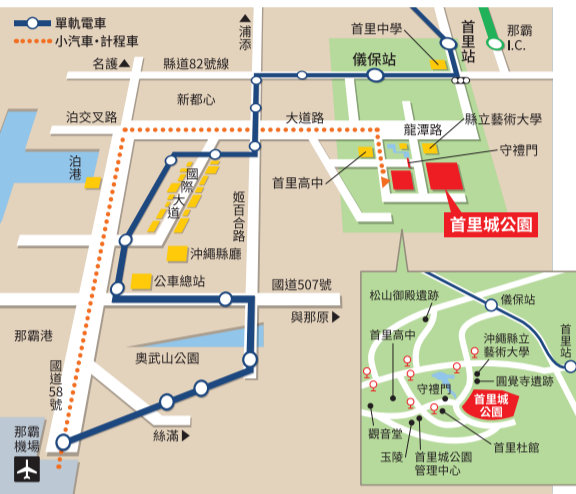 單軌電車
小汽車・計程車
浦添
首里中學
首里站
那霸
I.C.
名護
縣道82號線
儀保站
新都心
泊交叉路
大道路
龍潭路
縣立藝術大學
守禮門
泊港
國際大道
首里高中
姬百合路
首里城公園
沖繩縣廳
公車總站
國道507號
與那原
那霸港
奧武山公園
國道58號
絲滿
那霸
機場
松山御殿遺跡
儀保站
首里站
首里高中
沖繩縣立
藝術大學
圓覺寺遺跡
守禮門
首里城
公園
觀音堂
玉陵
首里城公園
管理中心
首里杜館